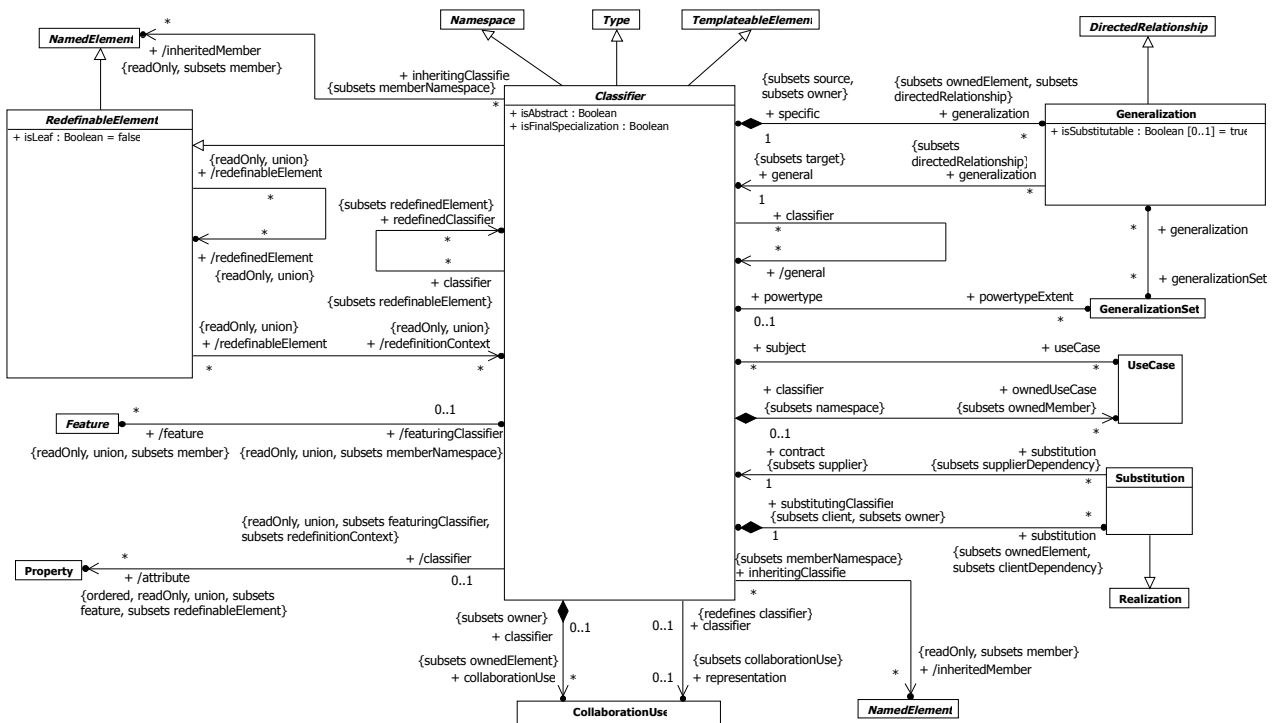 Namespace
Type
TemplateableElement
NamedElement
*
+ /inheritedMember
{readOnly, subsets member}
+ inheritingClassifie
{subsets memberNamespace}
*
DirectedRelationship
RedefinableElement
+ isLeaf : Boolean = false
Classifier
+ isAbstract : Boolean
+ isFinalSpecialization : Boolean
{subsets source,
subsets owner}
+ specific
1
{subsets ownedElement, subsets
directedRelationship}
+ generalization
*
Generalization
+ isSubstitutable : Boolean [0..1] = true
{readOnly, union}
+ /redefinableElement
*
*
+ /redefinedElement
{readOnly, union}
{subsets redefinedElement}
+ redefinedClassifier
*
*
+ classifier
{subsets redefinableElement}
{subsets target}
+ general
1
{subsets
directedRelationship}
+ generalization
*
+ classifier
*
*
+ /general
*
+ generalization
*
+ generalizationSet
+ powertype
0..1
+ powertypeExtent
*
GeneralizationSet
{readOnly, union}
+ /redefinableElement
*
{readOnly, union}
+ /redefinitionContext
*
+ subject
*
+ useCase
*
UseCase
+ classifier
{subsets namespace}
0..1
+ ownedUseCase
{subsets ownedMember}
*
Feature
*
+ /feature
{readOnly, union, subsets member}
0..1
+ /featuringClassifier
{readOnly, union, subsets memberNamespace}
+ contract
{subsets supplier}
1
+ substitution
{subsets supplierDependency}
*
Substitution
+ substitutingClassifier
{subsets client, subsets owner}
1
*
+ substitution
{subsets ownedElement,
subsets clientDependency}
Realization
{readOnly, union, subsets featuringClassifier,
subsets redefinitionContext}
+ /classifier
0..1
Property
*
+ /attribute
{ordered, readOnly, union, subsets
feature, subsets redefinableElement}
{subsets memberNamespace}
+ inheritingClassifie
*
{subsets owner}
+ classifier
0..1
{redefines classifier}
+ classifier
0..1
{subsets ownedElement}
+ collaborationUse
*
{subsets collaborationUse}
+ representation
0..1
{readOnly, subsets member}
+ /inheritedMember
*
CollaborationUse
NamedElement